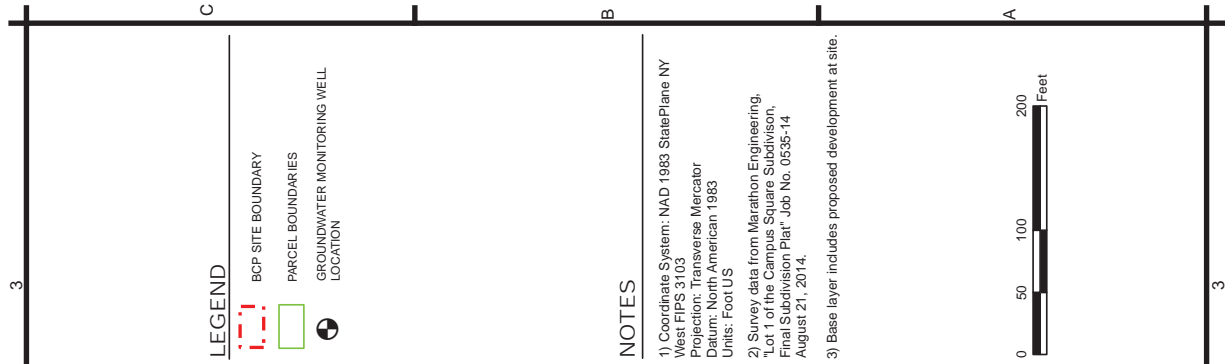 3
C
B
A
LEGEND
BCP SITE BOUNDARY
PARCEL BOUNDARIES
GROUNDWATER MONITORING WELL
LOCATION
NOTES
1) Coordinate System: NAD 1983 StatePlane NY
West FIPS 3103
Projection: Transverse Mercator
Datum: North American 1983
Units: Foot US
2) Survey data from Marathon Engineering,
"Lot 1 of the Campus Square Subdivision,
Final Subdivision Plat" Job No. 0535-14
August 21, 2014.
3) Base layer includes proposed development at site.
0 50 100 200
Feet
3